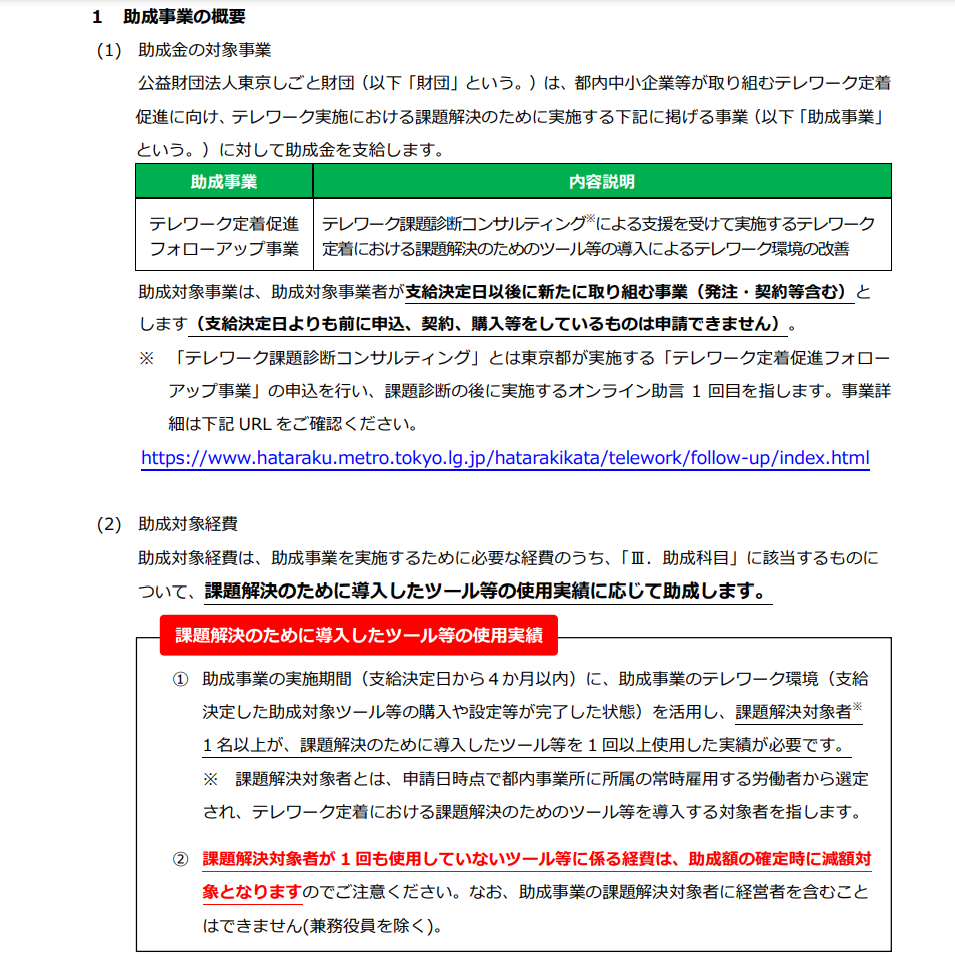 1 助成事業の概要
(1) 助成金の対象事業
公益財団法人東京しごと財団（以下「財団」という。）は、都内中小企業等が取り組むテレワーク定着
促進に向け、テレワーク実施における課題解決のために実施する下記に掲げる事業（以下「助成事業」
という。）に対して助成金を支給します。
助成事業 内容説明
テレワーク定着促進 テレワーク課題診断コンサルティング※による支援を受けて実施するテレワーク
フォローアップ事業 定着における課題解決のためのツール等の導入によるテレワーク環境の改善
助成対象事業は、助成対象事業者が支給決定日以後に新たに取り組む事業（発注・契約等含む）と
します（支給決定日よりも前に申込、契約、購入等をしているものは申請できません）。
※ 「テレワーク課題診断コンサルティング」とは東京都が実施する「テレワーク定着促進フォロー
アップ事業」の申込を行い、課題診断の後に実施するオンライン助言 1 回目を指します。事業詳
細は下記 URL をご確認ください。
https://www.hataraku.metro.tokyo.lg.jp/hatarakikata/telework/follow-up/index.html
(2) 助成対象経費
助成対象経費は、助成事業を実施するために必要な経費のうち、「Ⅲ．助成科目」に該当するものに
ついて、課題解決のために導入したツール等の使用実績に応じて助成します。
課題解決のために導入したツール等の使用実績
① 助成事業の実施期間（支給決定日から４か月以内）に、助成事業のテレワーク環境（支給
決定した助成対象ツール等の購入や設定等が完了した状態）を活用し、課題解決対象者※
１名以上が、課題解決のために導入したツール等を１回以上使用した実績が必要です。
※ 課題解決対象者とは、申請日時点で都内事業所に所属の常時雇用する労働者から選定
され、テレワーク定着における課題解決のためのツール等を導入する対象者を指します。
② 課題解決対象者が１回も使用していないツール等に係る経費は、助成額の確定時に減額対
象となりますのでご注意ください。なお、助成事業の課題解決対象者に経営者を含むこと
はできません(兼務役員を除く)。